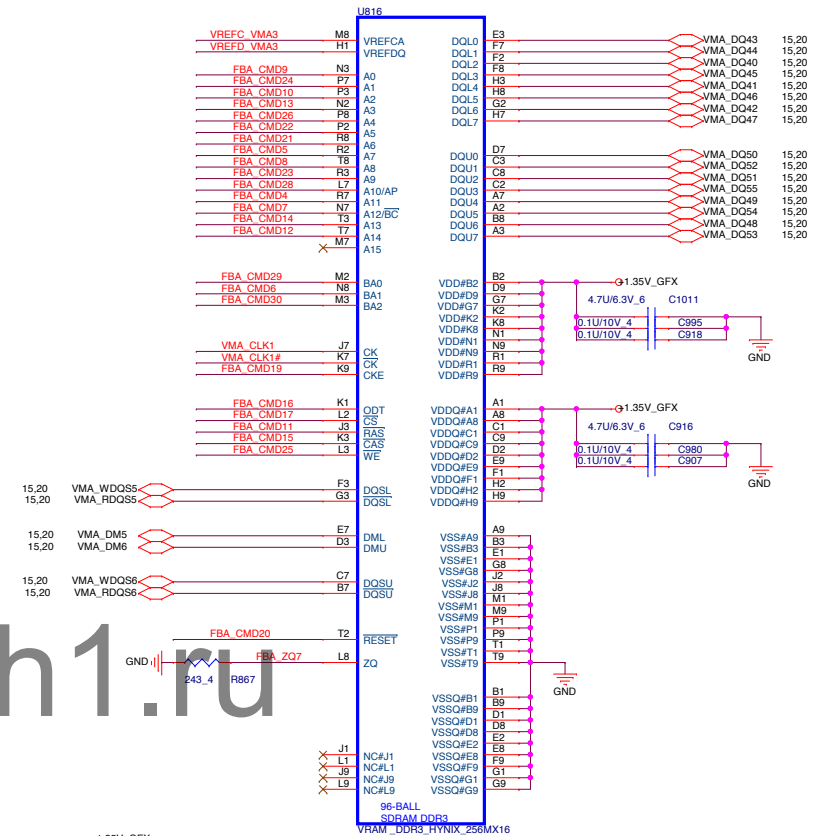 U816
VREFC_VMA3 M8 VREFCA
VREFD_VMA3 H1 VREFDQ
FBA_CMD9 N3 A0
FBA_CMD24 P7 A1
FBA_CMD10 P3 A2
FBA_CMD13 N2 A3
FBA_CMD26 P8 A4
FBA_CMD22 P2 A5
FBA_CMD21 R8 A6
FBA_CMD5 R2 A7
FBA_CMD8 T8 A8
FBA_CMD23 R3 A9
FBA_CMD28 L7 A10/AP
FBA_CMD4 R7 A11
FBA_CMD7 N7 A12/BC
FBA_CMD14 T3 A13
FBA_CMD12 T7 A14
M7 A15
FBA_CMD29 M2 BA0
FBA_CMD6 N8 BA1
FBA_CMD30 M3 BA2
VMA_CLK1 J7 CK
VMA_CLK1# K7 CK
FBA_CMD19 K9 CKE
FBA_CMD16 K1 ODT
FBA_CMD17 L2 CS
FBA_CMD11 J3 RAS
FBA_CMD15 K3 CAS
FBA_CMD25 L3 WE
15,20 VMA_WDQS5 F3 DQSL
15,20 VMA_RDQS5 G3 DQSL
15,20 VMA_DM5 E7 DML
15,20 VMA_DM6 D3 DMU
15,20 VMA_WDQS6 C7 DQSU
15,20 VMA_RDQS6 B7 DQSU
FBA_CMD20 T2 RESET
GND FBA_ZQ7 L8 ZQ
243_4 R867
h1.ru
J1 NC#J1
L1 NC#L1
J9 NC#J9
L9 NC#L9
DQL0 E3 VMA_DQ43 15,20
DQL1 F7 VMA_DQ44 15,20
DQL2 F2 VMA_DQ40 15,20
DQL3 F8 VMA_DQ45 15,20
DQL4 H3 VMA_DQ41 15,20
DQL5 H8 VMA_DQ46 15,20
DQL6 G2 VMA_DQ42 15,20
DQL7 H7 VMA_DQ47 15,20
DQU0 D7 VMA_DQ50 15,20
DQU1 C3 VMA_DQ52 15,20
DQU2 C8 VMA_DQ51 15,20
DQU3 C2 VMA_DQ55 15,20
DQU4 A7 VMA_DQ49 15,20
DQU5 A2 VMA_DQ54 15,20
DQU6 B8 VMA_DQ48 15,20
DQU7 A3 VMA_DQ53 15,20
VDD#B2 B2
VDD#D9 D9
VDD#G7 G7
VDD#K2 K2
VDD#K8 K8
VDD#N1 N1
VDD#N9 N9
VDD#R1 R1
VDD#R9 R9
+1.35V_GFX
4.7U/6.3V_6 C1011
0.1U/10V_4 C995
0.1U/10V_4 C918
GND
VDDQ#A1 A1
VDDQ#A8 A8
VDDQ#C1 C1
VDDQ#C9 C9
VDDQ#D2 D2
VDDQ#E9 E9
VDDQ#F1 F1
VDDQ#H2 H2
VDDQ#H9 H9
+1.35V_GFX
4.7U/6.3V_6 C916
0.1U/10V_4 C980
0.1U/10V_4 C907
GND
VSS#A9 A9
VSS#B3 B3
VSS#E1 E1
VSS#G8 G8
VSS#J2 J2
VSS#J8 J8
VSS#M1 M1
VSS#M9 M9
VSS#P1 P1
VSS#P9 P9
VSS#T1 T1
VSS#T9 T9
GND
VSSQ#B1 B1
VSSQ#B9 B9
VSSQ#D1 D1
VSSQ#D8 D8
VSSQ#E2 E2
VSSQ#E8 E8
VSSQ#F9 F9
VSSQ#G1 G1
VSSQ#G9 G9
96-BALL
SDRAM DDR3
VRAM _DDR3_HYNIX_256MX16